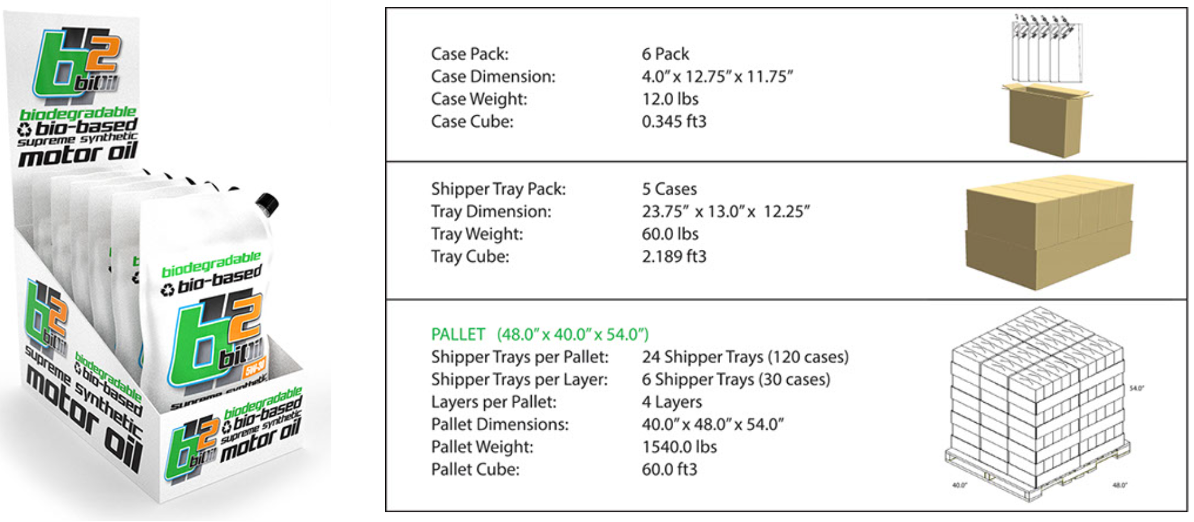 b2
biOil
biodegradable
bio-based
supreme synthetic
motor oil
biodegradable
bio-based
b2
biOil
5W-30
supreme synthetic
b2
biOil
supreme synthetic
motor oil
biodegradable
bio-based
b2
biOil
biodegradable
bio-based
supreme synthetic
motor oil
Case Pack: 6 Pack
Case Dimension: 4.0” x 12.75” x 11.75”
Case Weight: 12.0 lbs
Case Cube: 0.345 ft3
Shipper Tray Pack: 5 Cases
Tray Dimension: 23.75” x 13.0” x 12.25”
Tray Weight: 60.0 lbs
Tray Cube: 2.189 ft3
PALLET (48.0” x 40.0” x 54.0”)
Shipper Trays per Pallet: 24 Shipper Trays (120 cases)
Shipper Trays per Layer: 6 Shipper Trays (30 cases)
Layers per Pallet: 4 Layers
Pallet Dimensions: 40.0” x 48.0” x 54.0”
Pallet Weight: 1540.0 lbs
Pallet Cube: 60.0 ft3
54.0"
40.0"
48.0"